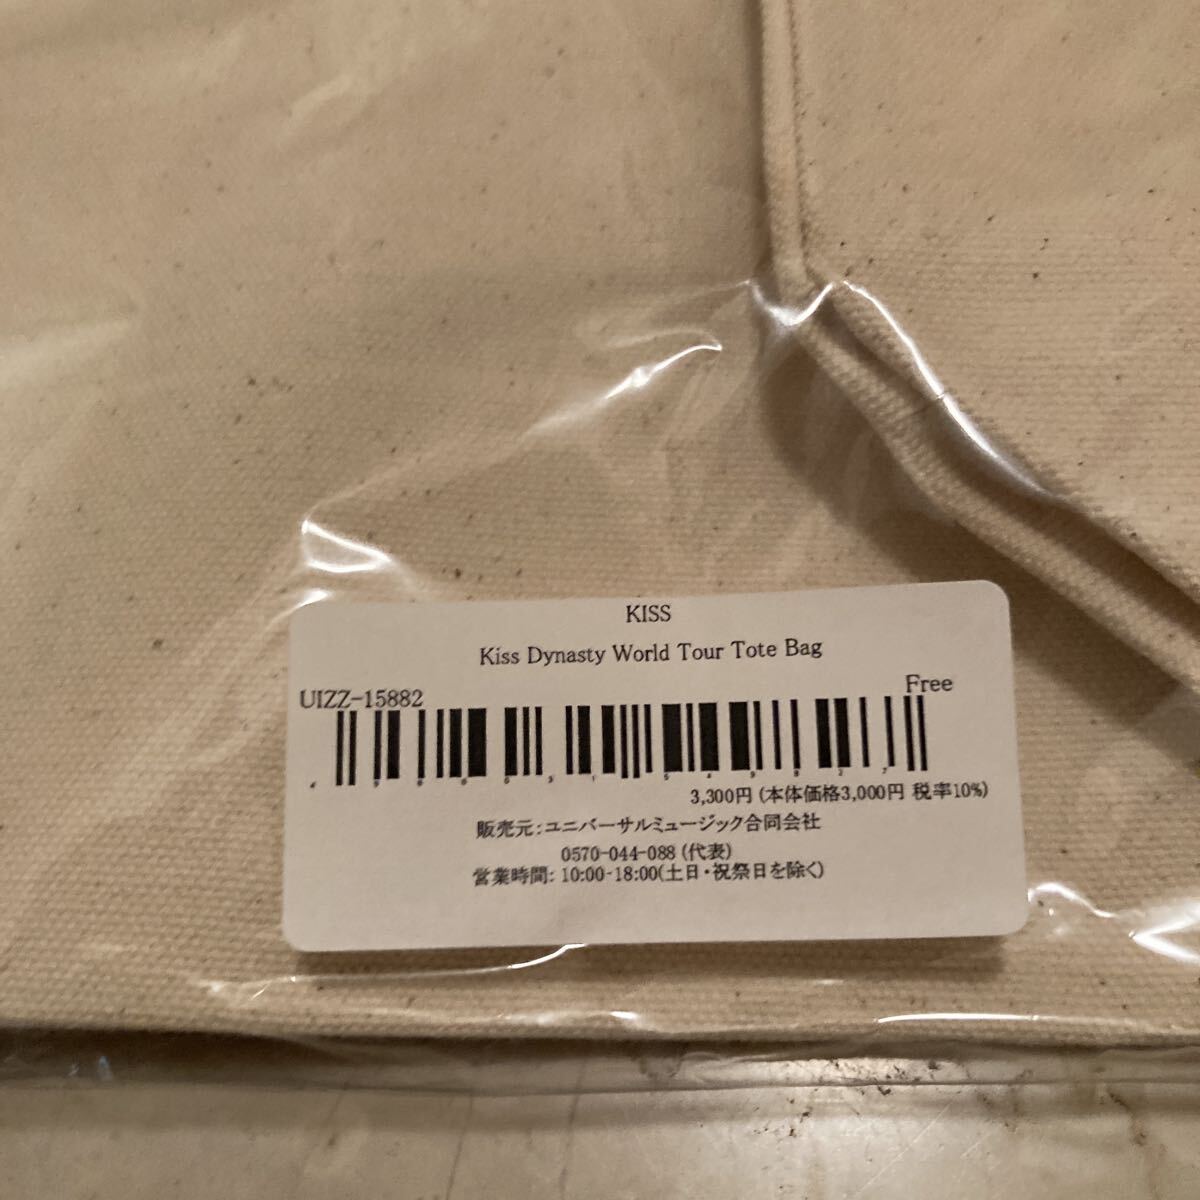 KISS
Kiss Dynasty World Tour Tote Bag
UIZZ-15882
Free
3,300円 (本体価格3,000円 税率10%)
販売元:ユニバーサルミュージック合同会社
0570-044-088 (代表)
営業時間: 10:00-18:00(土日・祝祭日を除く)